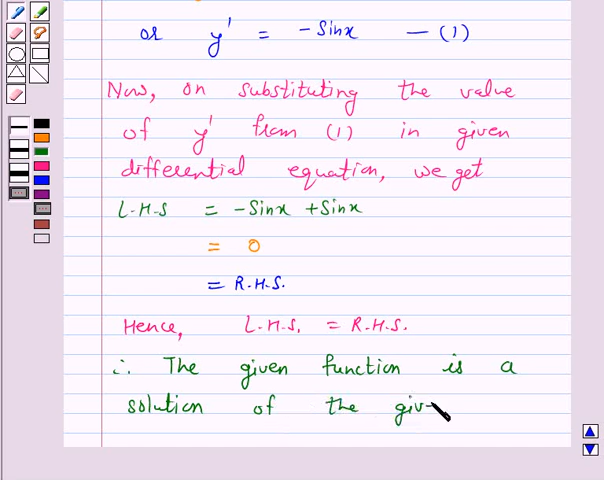 or y' = -Sinx — (1)
Now, on substituting the value
of y' from (1) in given
differential equation, we get
L.H.S = -Sinx + Sinx
= 0
= R.H.S.
Hence, L.H.S. = R.H.S.
∴ The given function is a
solution of the giv